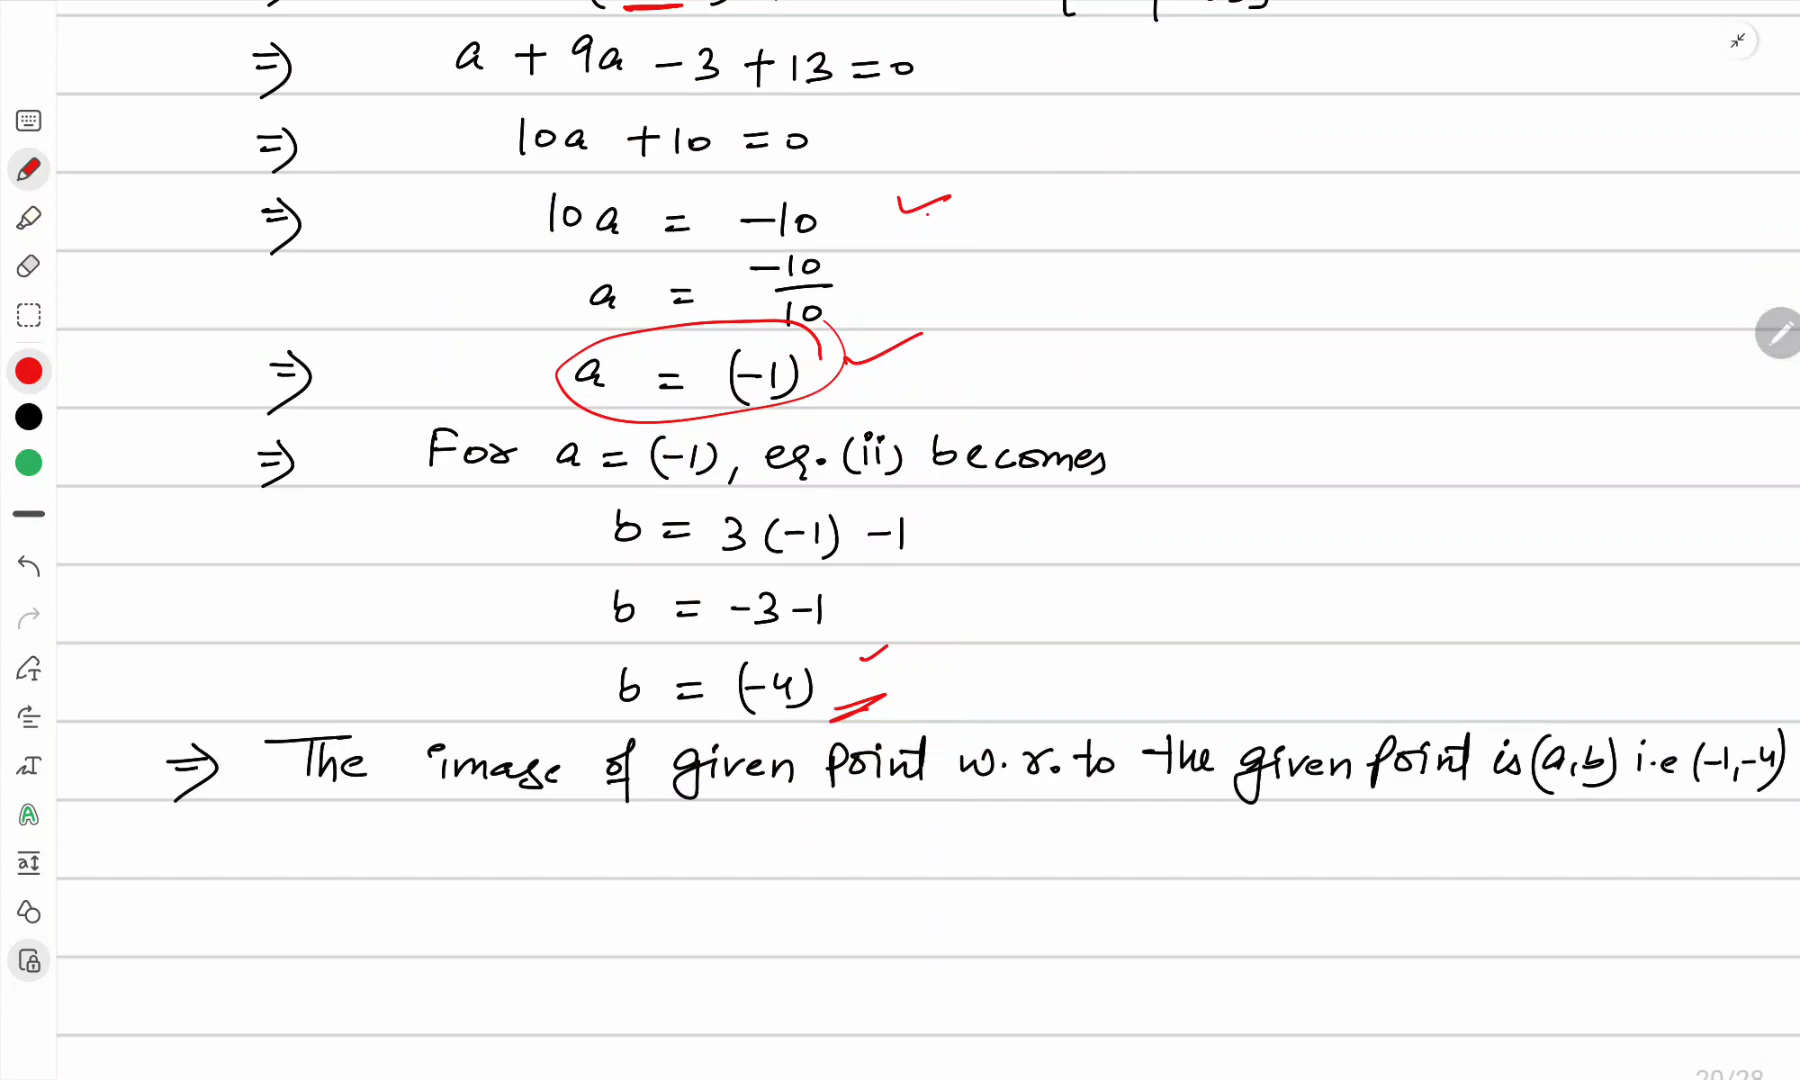 ⇒ a + 9a - 3 + 13 = 0
⇒ 10a + 10 = 0
⇒ 10a = -10
a = -10/10
⇒ a = (-1)
⇒ For a = (-1), eq. (ii) becomes
b = 3 (-1) -1
b = -3 -1
b = (-4)
⇒ The image of given point w.r.to the given point is (a,b) i.e (-1,-4)